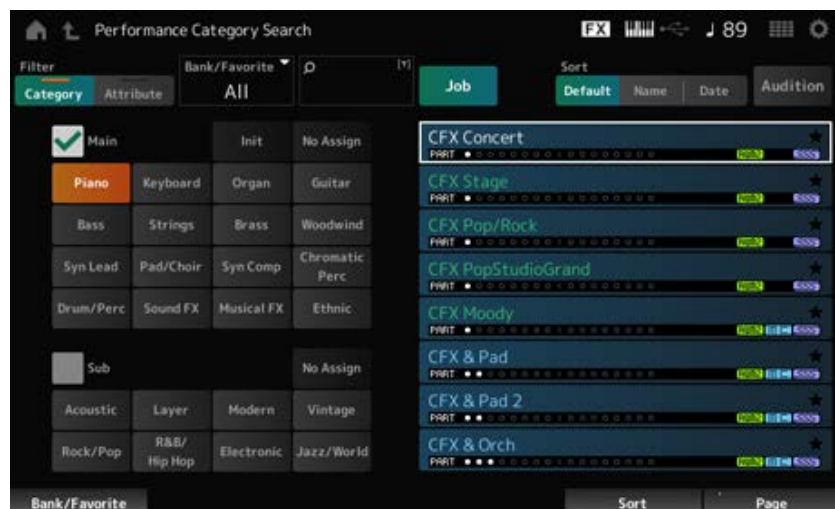 Performance Category Search FX 89
Filter Bank/Favorite Sort
Category Attribute All Job Default Name Date Audition
Main Init No Assign
Piano Keyboard Organ Guitar
Bass Strings Brass Woodwind
Syn Lead Pad/Choir Syn Comp Chromatic Perc
Drum/Perc Sound FX Musical FX Ethnic
Sub No Assign
Acoustic Layer Modern Vintage
Rock/Pop R&B/ Hip Hop Electronic Jazz/World
CFX Concert
PART
CFX Stage
PART
CFX Pop/Rock
PART
CFX PopStudioGrand
PART
CFX Moody
PART
CFX & Pad
PART
CFX & Pad 2
PART
CFX & Orch
PART
Bank/Favorite Sort Page